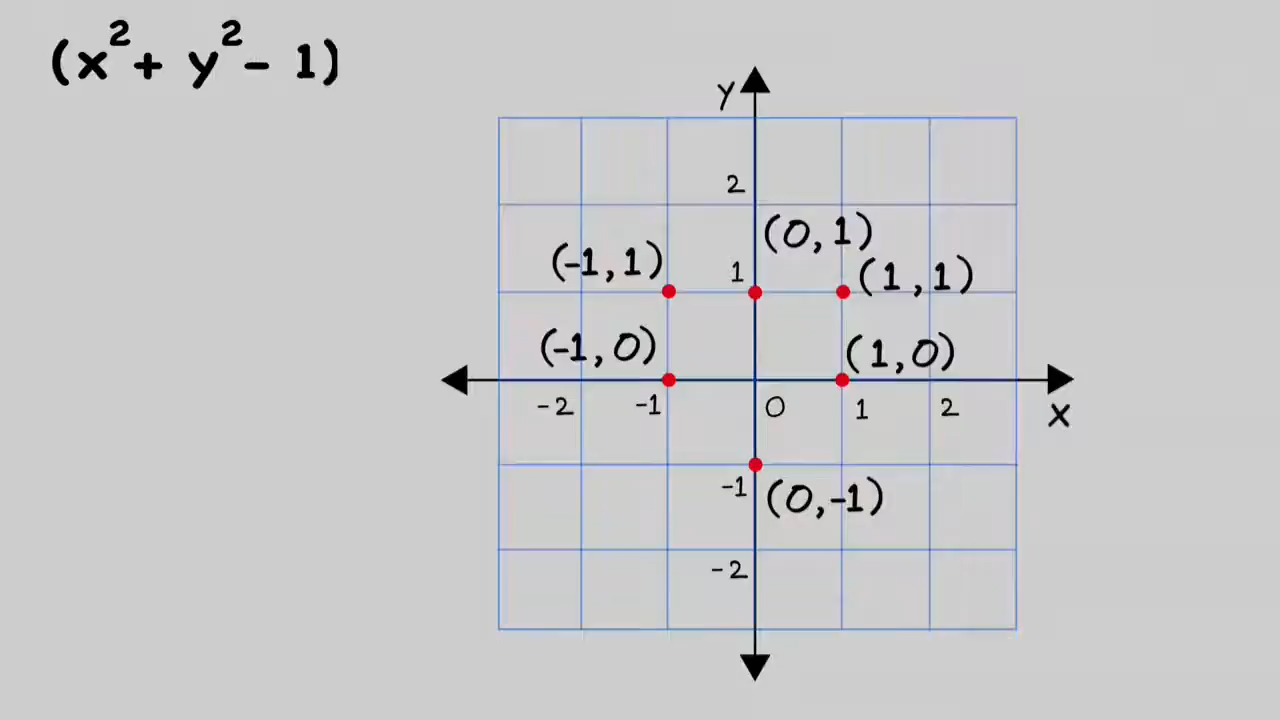 (x²+ y²- 1)
y
2
(0,1)
(-1,1)
1
(1,1)
(-1,0)
(1,0)
-2 -1 0 1 2
x
-1
(0,-1)
-2